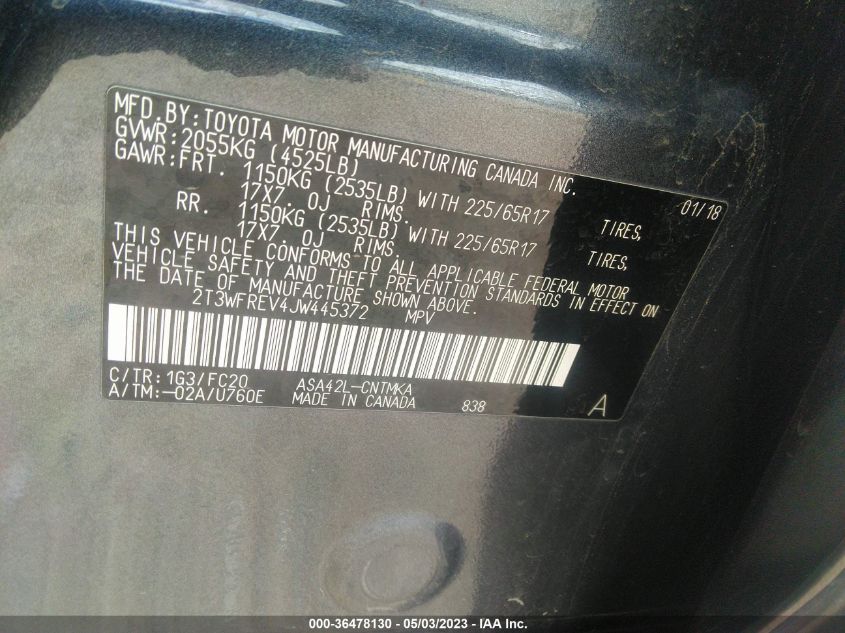 MFD.BY:TOYOTA MOTOR MANUFACTURING CANADA INC. 01/18
GVWR:2055KG (4525LB)
GAWR:FRT. 1150KG (2535LB) WITH 225/65R17 TIRES,
17X7.0J RIMS.
RR. 1150KG (2535LB) WITH 225/65R17 TIRES,
17X7.0J RIMS
THIS VEHICLE CONFORMS TO ALL APPLICABLE FEDERAL MOTOR
VEHICLE SAFETY AND THEFT PREVENTION STANDARDS IN EFFECT ON
THE DATE OF MANUFACTURE SHOWN ABOVE.
2T3WFREV4JW445372 MPV
C/TR:1G3/FC20 ASA42L-CNTMKA
A/TM:-02A/U760E MADE IN CANADA 838 A
000-36478130 - 05/03/2023 - IAA Inc.